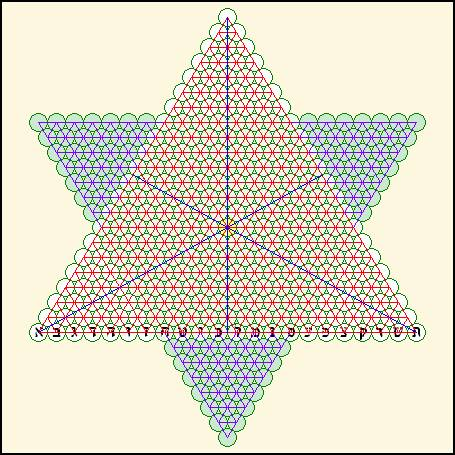 א ב ג ד ה ו ז ח ט י כ ל מ נ ס ע פ צ ק ר ש ת